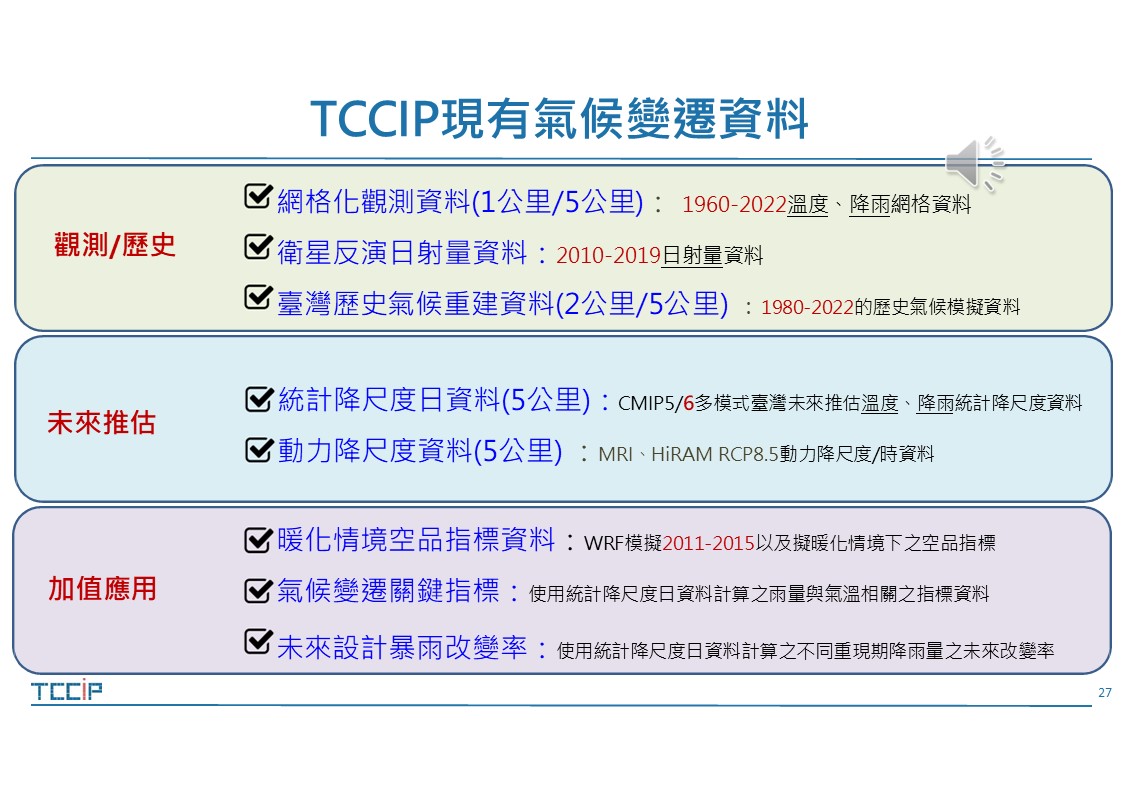 TCCIP現有氣候變遷資料
觀測/歷史
網格化觀測資料(1公里/5公里)： 1960-2022溫度、降雨網格資料
衛星反演日射量資料：2010-2019日射量資料
臺灣歷史氣候重建資料(2公里/5公里) ：1980-2022的歷史氣候模擬資料
未來推估
統計降尺度日資料(5公里)：CMIP5/6多模式臺灣未來推估溫度、降雨統計降尺度資料
動力降尺度資料(5公里) ：MRI、HiRAM RCP8.5動力降尺度/時資料
加值應用
暖化情境空品指標資料：WRF模擬2011-2015以及擬暖化情境下之空品指標
氣候變遷關鍵指標：使用統計降尺度日資料計算之雨量與氣溫相關之指標資料
未來設計暴雨改變率：使用統計降尺度日資料計算之不同重現期降雨量之未來改變率
TCCIP
27